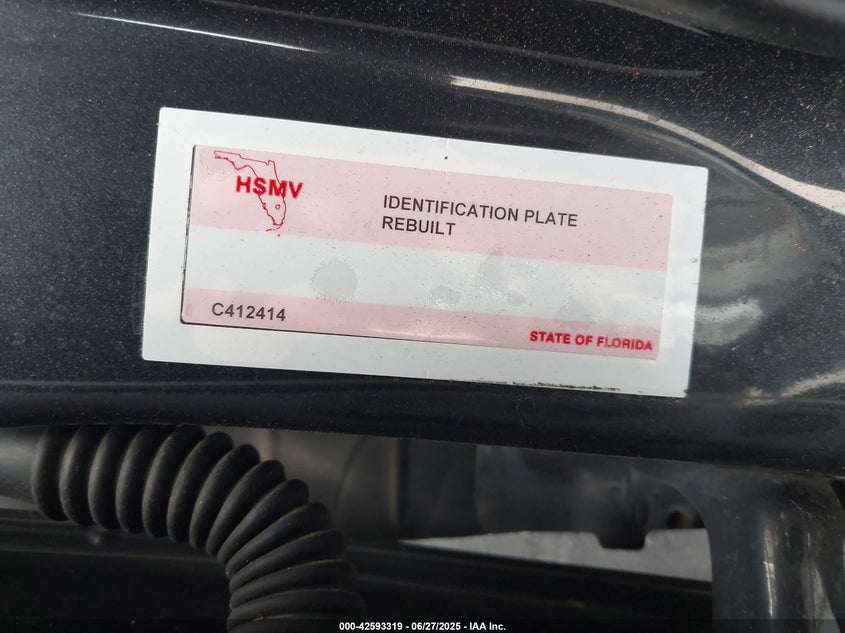 HSMV
IDENTIFICATION PLATE
REBUILT
C412414
STATE OF FLORIDA
000-42593319 - 06/27/2025 - IAA Inc.